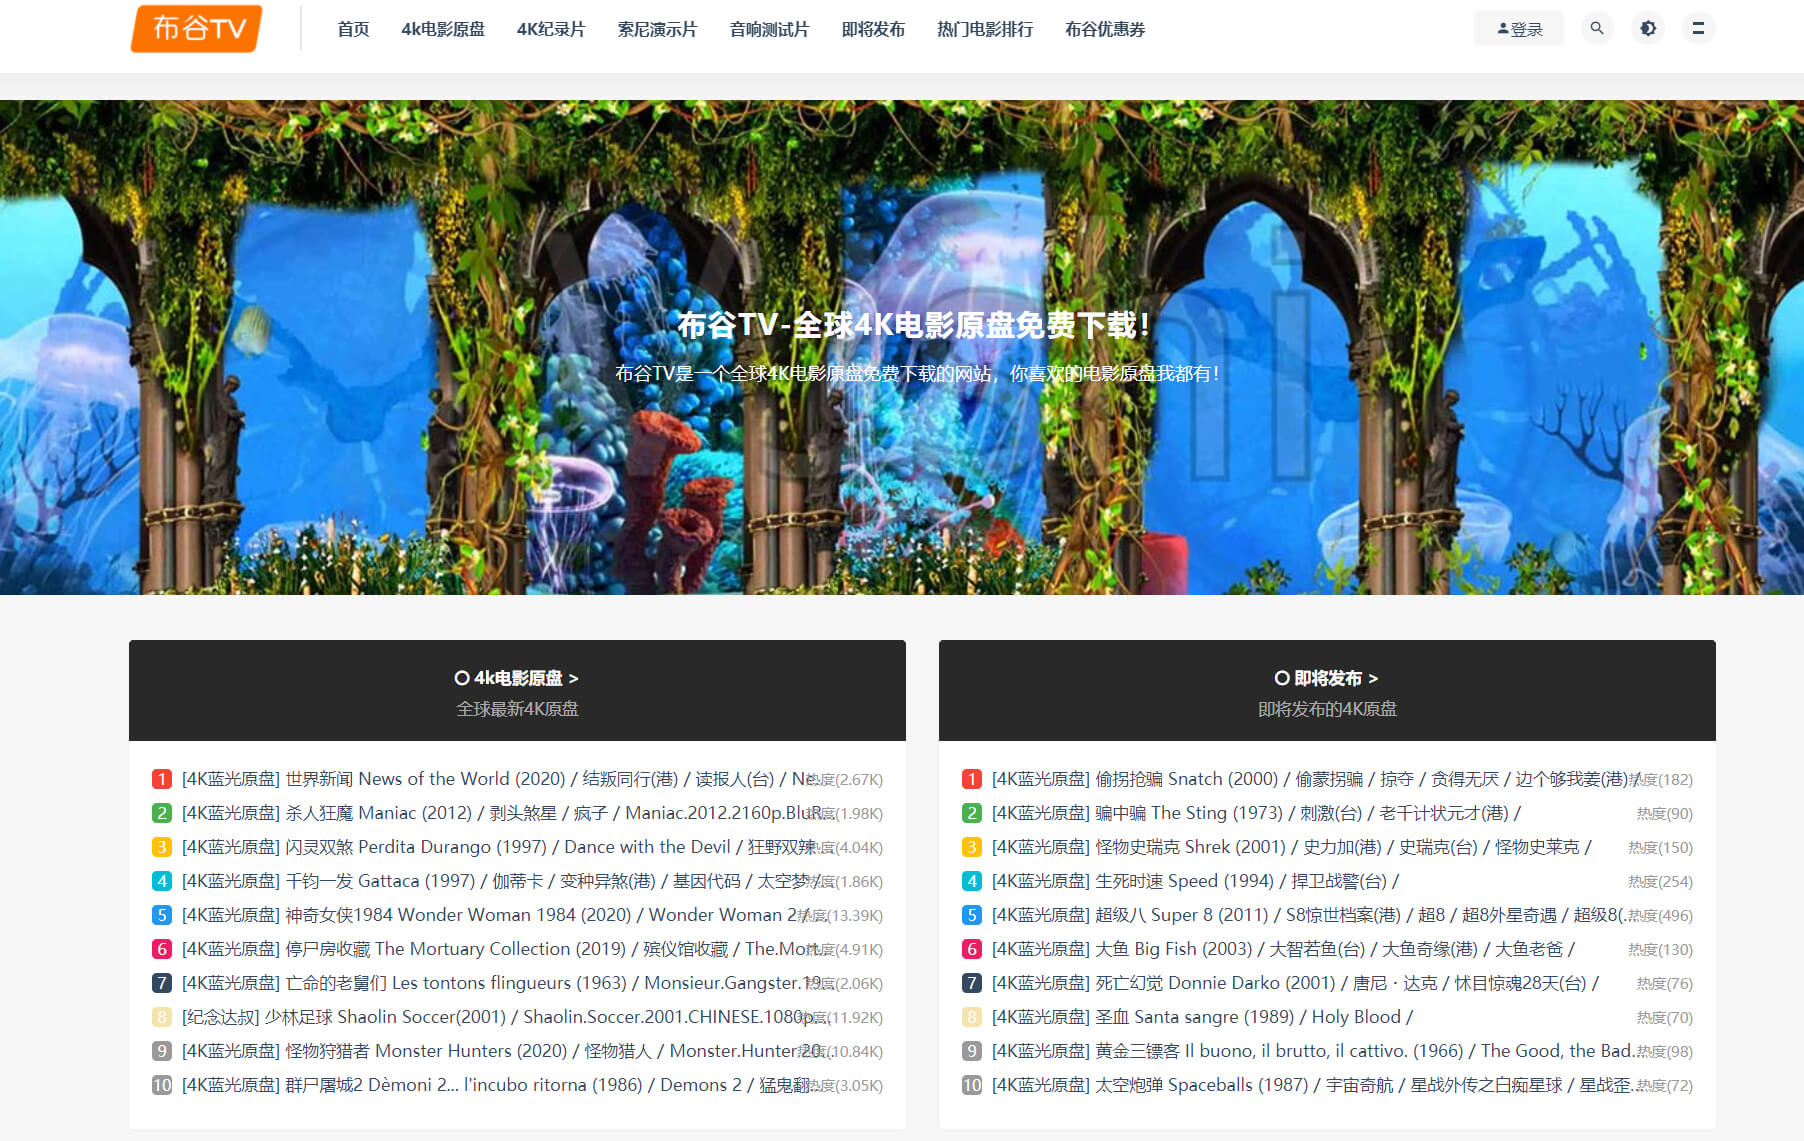 布谷TV
首页 4k电影原盘 4K纪录片 索尼演示片 音响测试片 即将发布 热门电影排行 布谷优惠券 登录
布谷TV-全球4K电影原盘免费下载！
布谷TV是一个全球4K电影原盘免费下载的网站，你喜欢的电影原盘我都有！
4k电影原盘 >
全球最新4K原盘
1 [4K蓝光原盘] 世界新闻 News of the World (2020) / 结叛同行(港) / 读报人(台) / Ne... 热度(2.67K)
2 [4K蓝光原盘] 杀人狂魔 Maniac (2012) / 剥头煞星 / 疯子 / Maniac.2012.2160p.BluR... 热度(1.98K)
3 [4K蓝光原盘] 闪灵双煞 Perdita Durango (1997) / Dance with the Devil / 狂野双辣... 热度(4.04K)
4 [4K蓝光原盘] 千钧一发 Gattaca (1997) / 伽蒂卡 / 变种异煞(港) / 基因代码 / 太空梦 /... 热度(1.86K)
5 [4K蓝光原盘] 神奇女侠1984 Wonder Woman 1984 (2020) / Wonder Woman 2 /... 热度(13.39K)
6 [4K蓝光原盘] 停尸房收藏 The Mortuary Collection (2019) / 殡仪馆收藏 / The.Mort... 热度(4.91K)
7 [4K蓝光原盘] 亡命的老舅们 Les tontons flingueurs (1963) / Monsieur.Gangster.19... 热度(2.06K)
8 [纪念达叔] 少林足球 Shaolin Soccer(2001) / Shaolin.Soccer.2001.CHINESE.1080p.... 热度(11.92K)
9 [4K蓝光原盘] 怪物狩猎者 Monster Hunters (2020) / 怪物猎人 / Monster.Hunter.20... 热度(10.84K)
10 [4K蓝光原盘] 群尸屠城2 Dèmoni 2... l'incubo ritorna (1986) / Demons 2 / 猛鬼翻... 热度(3.05K)
即将发布 >
即将发布的4K原盘
1 [4K蓝光原盘] 偷拐抢骗 Snatch (2000) / 偷蒙拐骗 / 掠夺 / 贪得无厌 / 边个够我姜(港) /... 热度(182)
2 [4K蓝光原盘] 骗中骗 The Sting (1973) / 刺激(台) / 老千计状元才(港) / 热度(90)
3 [4K蓝光原盘] 怪物史瑞克 Shrek (2001) / 史力加(港) / 史瑞克(台) / 怪物史莱克 / 热度(150)
4 [4K蓝光原盘] 生死时速 Speed (1994) / 捍卫战警(台) / 热度(254)
5 [4K蓝光原盘] 超级八 Super 8 (2011) / S8惊世档案(港) / 超8 / 超8外星奇遇 / 超级8(... 热度(496)
6 [4K蓝光原盘] 大鱼 Big Fish (2003) / 大智若鱼(台) / 大鱼奇缘(港) / 大鱼老爸 / 热度(130)
7 [4K蓝光原盘] 死亡幻觉 Donnie Darko (2001) / 唐尼·达克 / 怵目惊魂28天(台) / 热度(76)
8 [4K蓝光原盘] 圣血 Santa sangre (1989) / Holy Blood / 热度(70)
9 [4K蓝光原盘] 黄金三镖客 Il buono, il brutto, il cattivo. (1966) / The Good, the Bad... 热度(98)
10 [4K蓝光原盘] 太空炮弹 Spaceballs (1987) / 宇宙奇航 / 星战外传之白痴星球 / 星战歪... 热度(72)